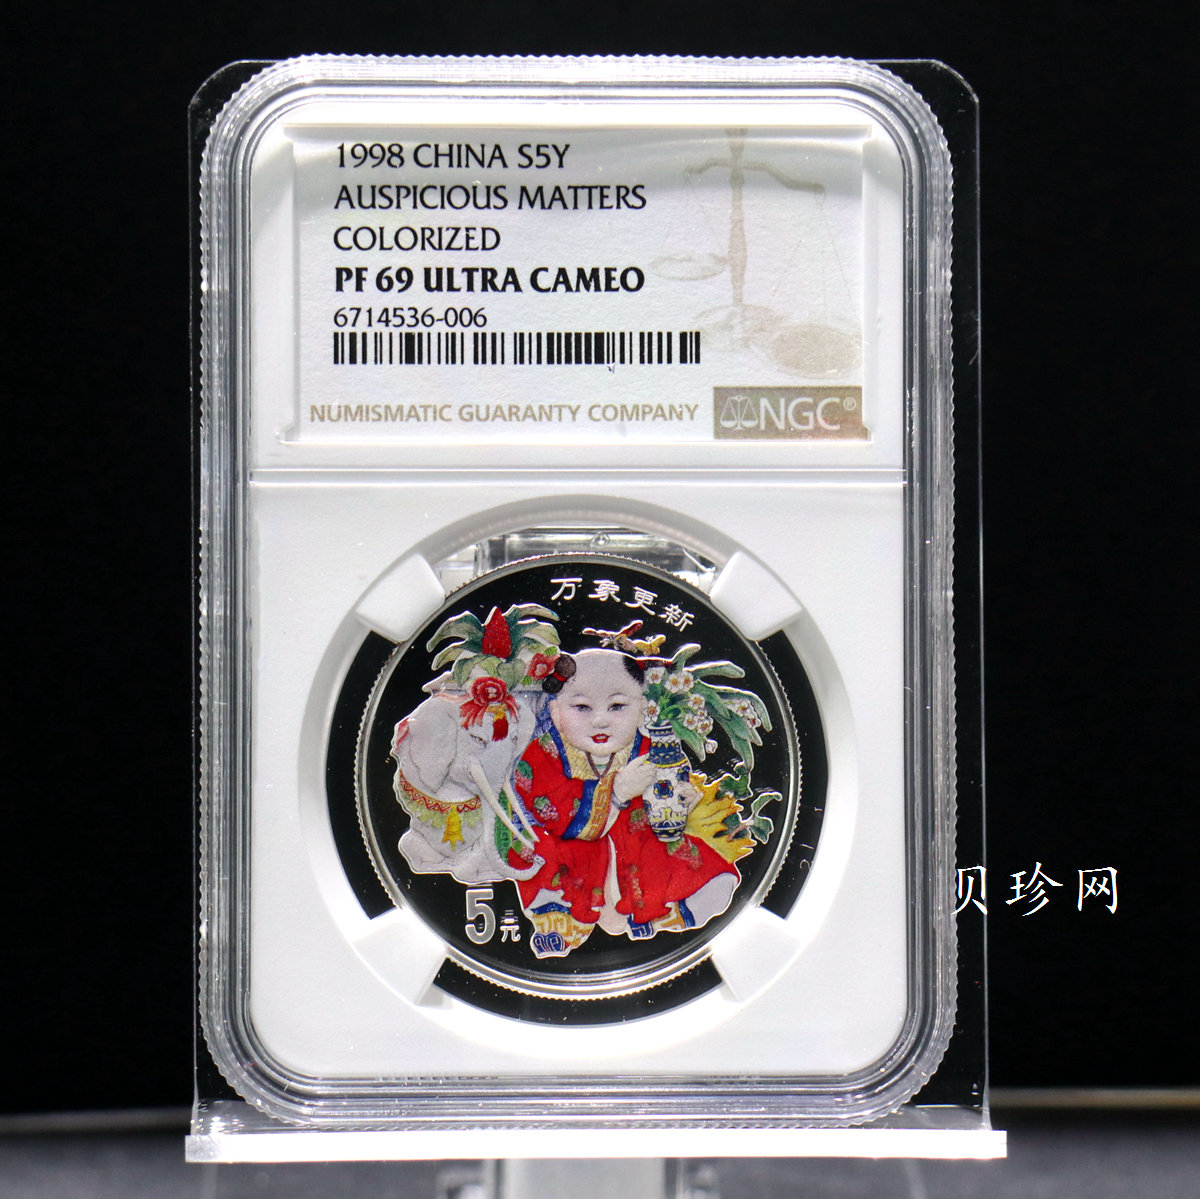 1998 CHINA S5Y
AUSPICIOUS MATTERS
COLORIZED
PF 69 ULTRA CAMEO
6714536-006
NUMISMATIC GUARANTY COMPANY
NGC®
万象更新
5元
贝珍网